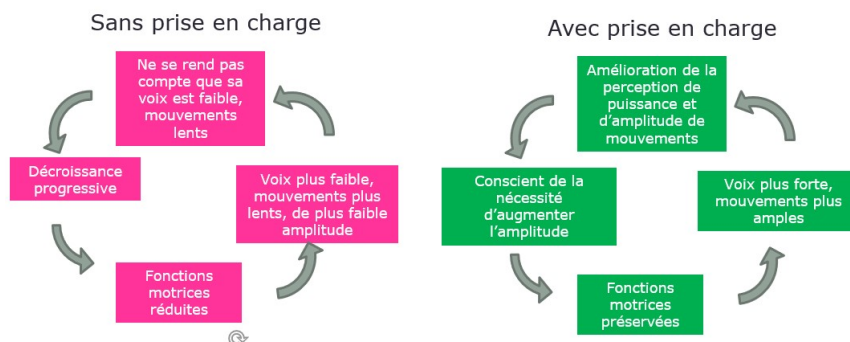 Sans prise en charge
Ne se rend pas
compte que sa
voix est faible,
mouvements
lents
Décroissance
progressive
Fonctions
motrices
réduites
Voix plus faible,
mouvements plus
lents, de plus faible
amplitude
Avec prise en charge
Amélioration de la
perception de
puissance et
d’amplitude de
mouvements
Conscient de la
nécessité
d’augmenter
l’amplitude
Fonctions
motrices
préservées
Voix plus forte,
mouvements plus
amples